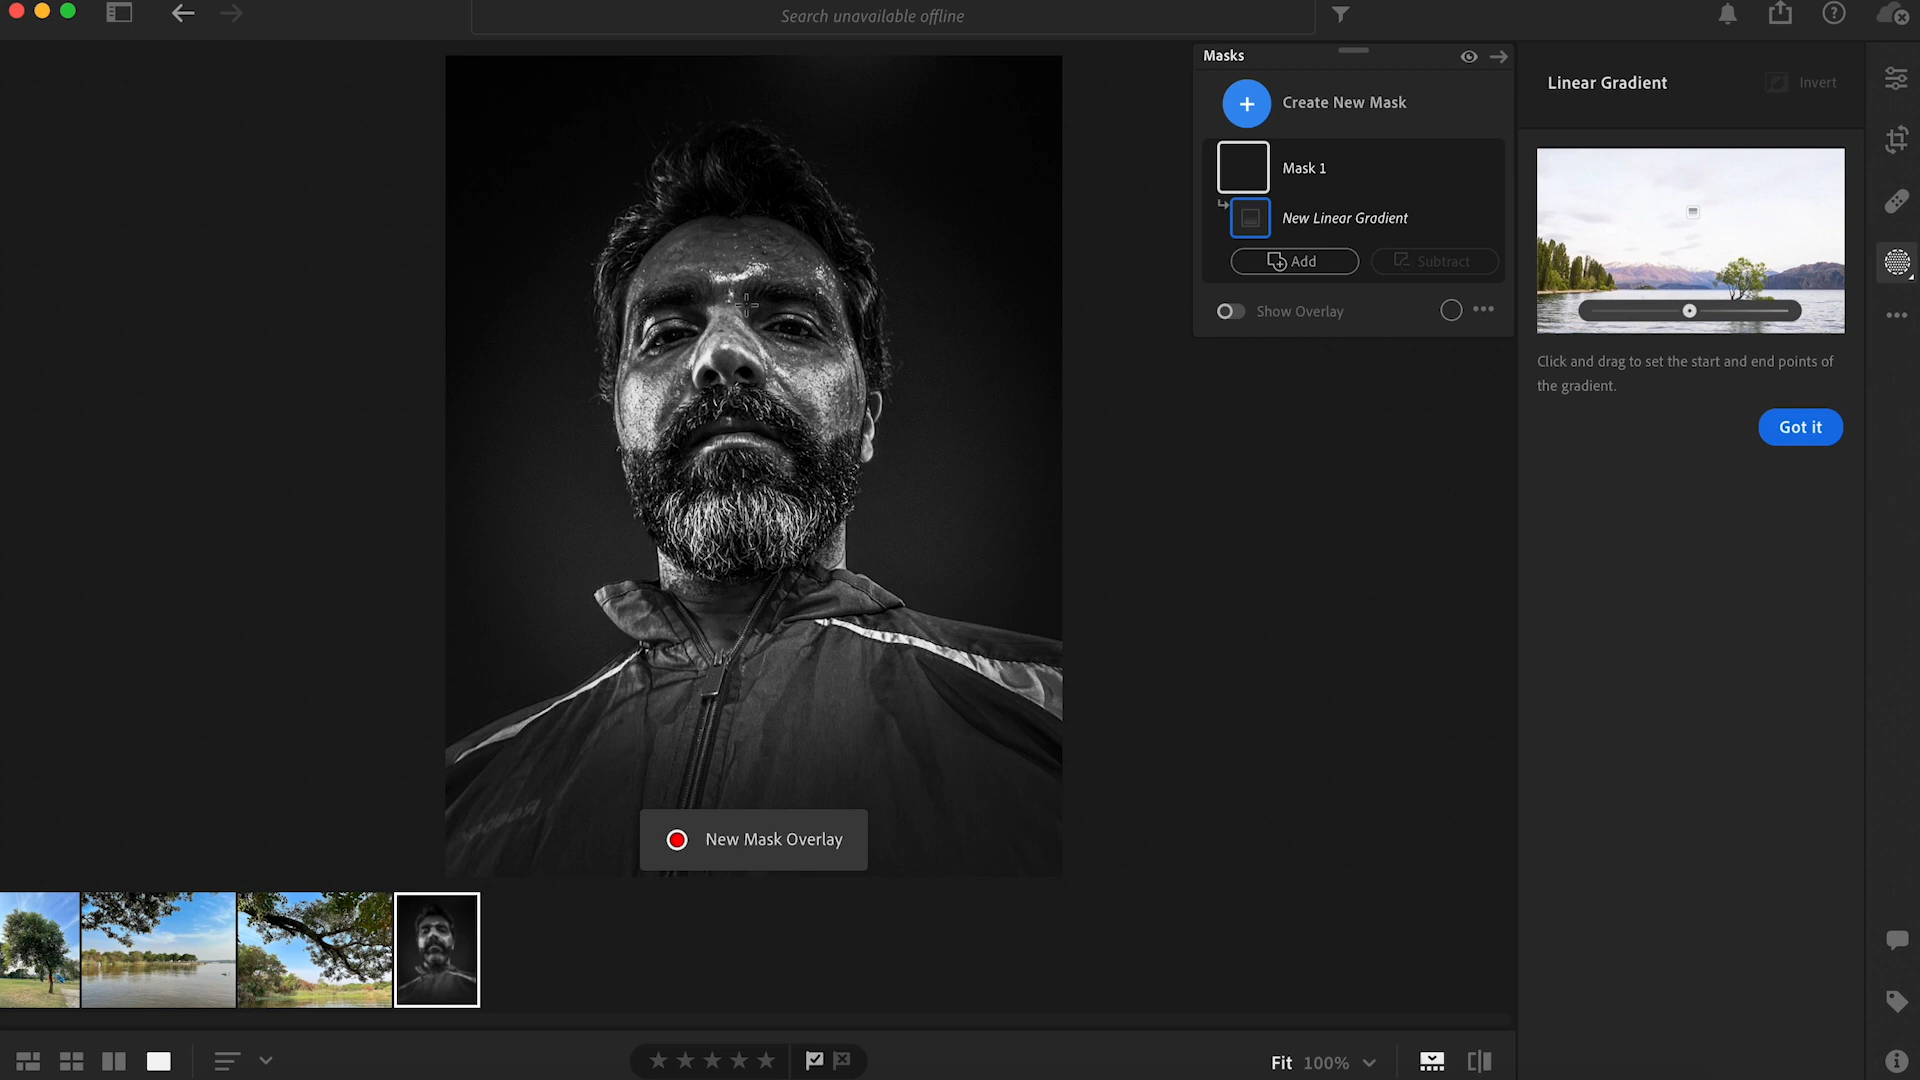 Search unavailable offline
Masks
Create New Mask
Mask 1
New Linear Gradient
Add
Subtract
Show Overlay
Linear Gradient
Invert
Click and drag to set the start and end points of
the gradient.
Got it
New Mask Overlay
Fit 100%